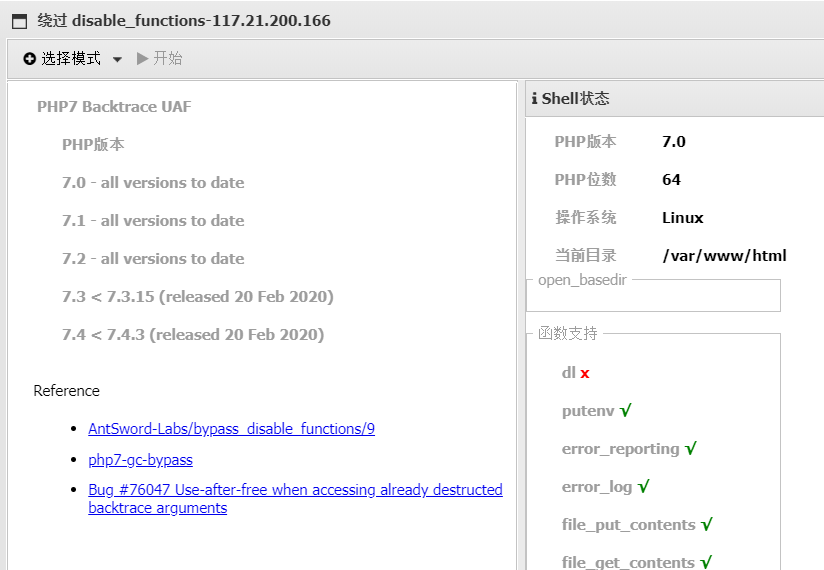 绕过 disable_functions-117.21.200.166
选择模式 开始
PHP7 Backtrace UAF
PHP版本
7.0 - all versions to date
7.1 - all versions to date
7.2 - all versions to date
7.3 < 7.3.15 (released 20 Feb 2020)
7.4 < 7.4.3 (released 20 Feb 2020)
Reference
• AntSword-Labs/bypass_disable_functions/9
• php7-gc-bypass
• Bug #76047 Use-after-free when accessing already destructed
backtrace arguments
Shell状态
PHP版本 7.0
PHP位数 64
操作系统 Linux
当前目录 /var/www/html
open_basedir
函数支持
dl x
putenv √
error_reporting √
error_log √
file_put_contents √
file_get_contents √